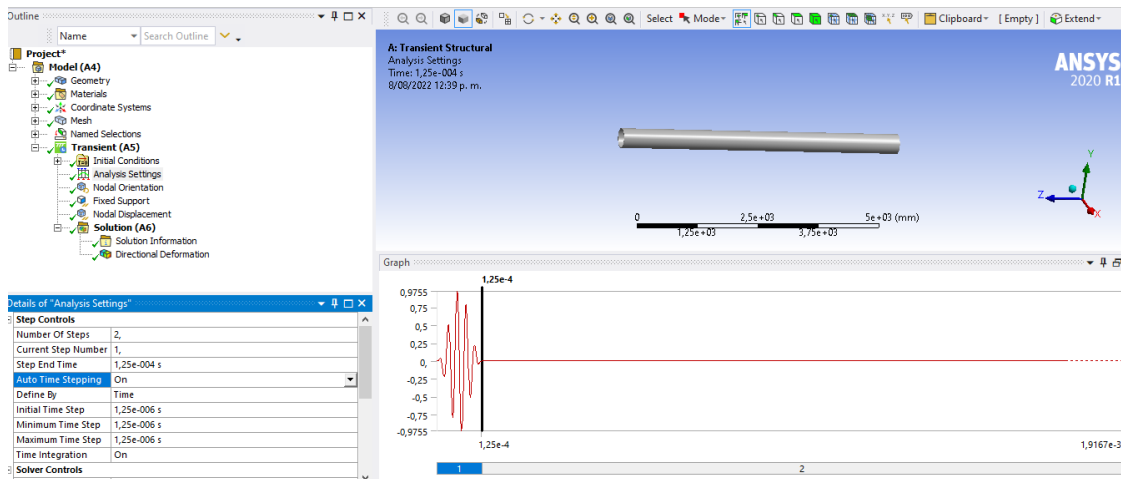 Outline
Name
Search Outline
Project*
Model (A4)
Geometry
Materials
Coordinate Systems
Mesh
Named Selections
Transient (A5)
Initial Conditions
Analysis Settings
Nodal Orientation
Fixed Support
Nodal Displacement
Solution (A6)
Solution Information
Directional Deformation
Details of "Analysis Settings"
Step Controls
Number Of Steps 2,
Current Step Number 1,
Step End Time 1,25e-004 s
Auto Time Stepping On
Define By Time
Initial Time Step 1,25e-006 s
Minimum Time Step 1,25e-006 s
Maximum Time Step 1,25e-006 s
Time Integration On
Solver Controls
Select Mode Clipboard [ Empty ] Extend
A: Transient Structural
Analysis Settings
Time: 1,25e-004 s
8/08/2022 12:39 p. m.
ANSYS
2020 R1
Y
Z
X
0 2,5e+03 5e+03 (mm)
1,25e+03 3,75e+03
Graph
1,25e-4
0,9755
0,75
0,5
0,25
0,
-0,25
-0,5
-0,75
-0,9755
1,25e-4 1,9167e-3
1 2